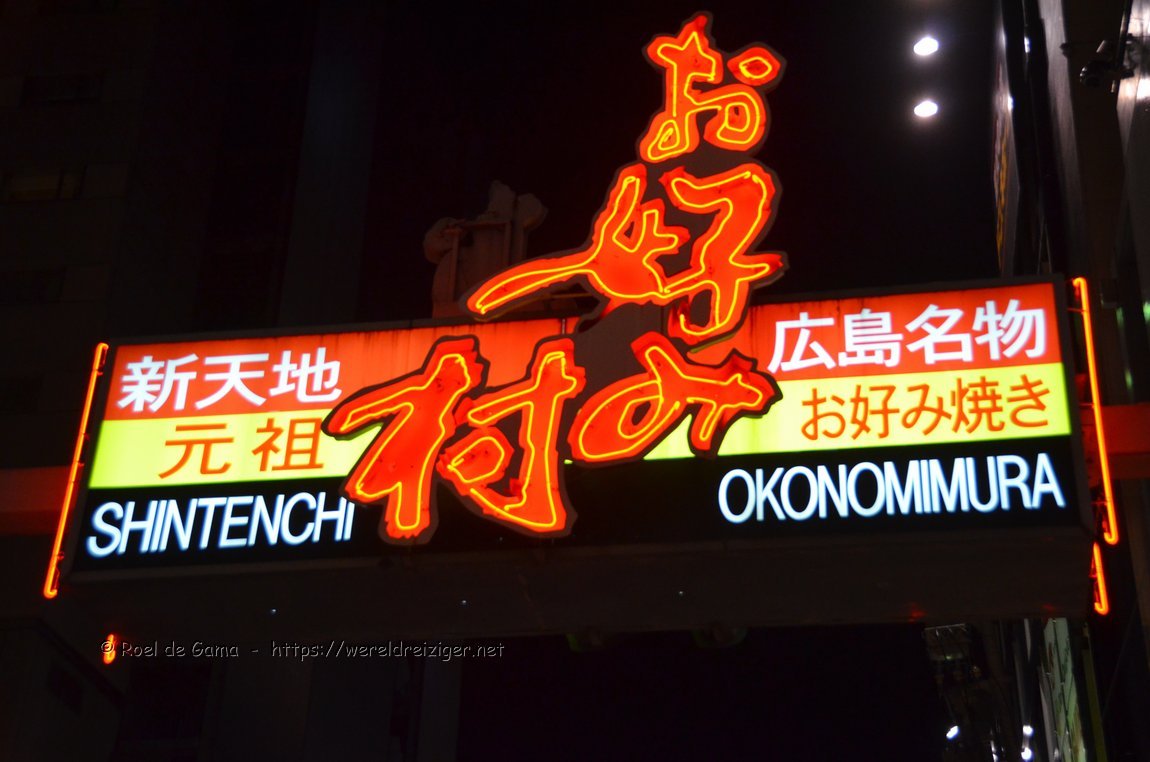 お好み村
新天地
元祖
SHINTENCHI
広島名物
お好み焼き
OKONOMIMURA
© Roel de Gama - https://wereldreiziger.net